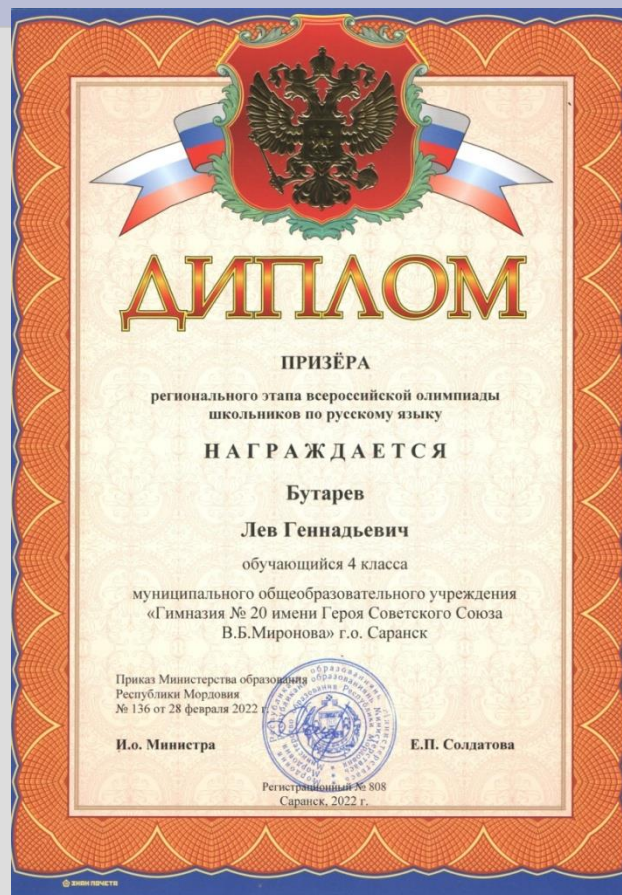 ДИПЛОМ
ПРИЗЁРА
регионального этапа всероссийской олимпиады
школьников по русскому языку
НАГРАЖДАЕТСЯ
Бутарев
Лев Геннадьевич
обучающийся 4 класса
муниципального общеобразовательного учреждения
«Гимназия № 20 имени Героя Советского Союза
В.Б.Миронова» г.о. Саранск
Приказ Министерства образования
Республики Мордовия
№ 136 от 28 февраля 2022 г.
И.о. Министра
Е.П. Солдатова
Регистрационный № 808
Саранск, 2022 г.
ЗНАК ПОЧЕТА